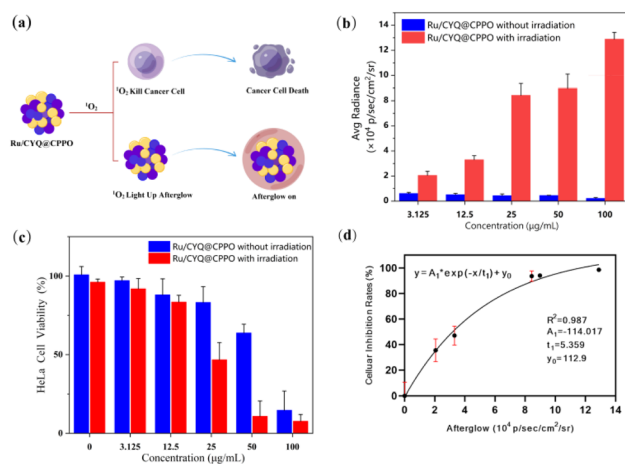 (a)
¹O₂
Ru/CYQ@CPPO
¹O₂ Kill Cancer Cell
Cancer Cell Death
¹O₂ Light Up Afterglow
Afterglow on
(b)
Ru/CYQ@CPPO without irradiation
Ru/CYQ@CPPO with irradiation
Avg Radiance
(×10⁴ p/sec/cm²/sr)
14
12
10
8
6
4
2
0
3.125 12.5 25 50 100
Concentration (μg/mL)
(c)
Ru/CYQ@CPPO without irradiation
Ru/CYQ@CPPO with irradiation
HeLa Cell Viability (%)
100
50
0
0 3.125 12.5 25 50 100
Concentration (μg/mL)
(d)
Celluar Inhibition Rates (%)
y=A₁*exp(-x/t₁)+y₀
R²=0.987
A₁=-114.017
t₁=5.359
y₀=112.9
100
80
60
40
20
0
0 2 4 6 8 10 12 14
Afterglow (10⁴ p/sec/cm²/sr)